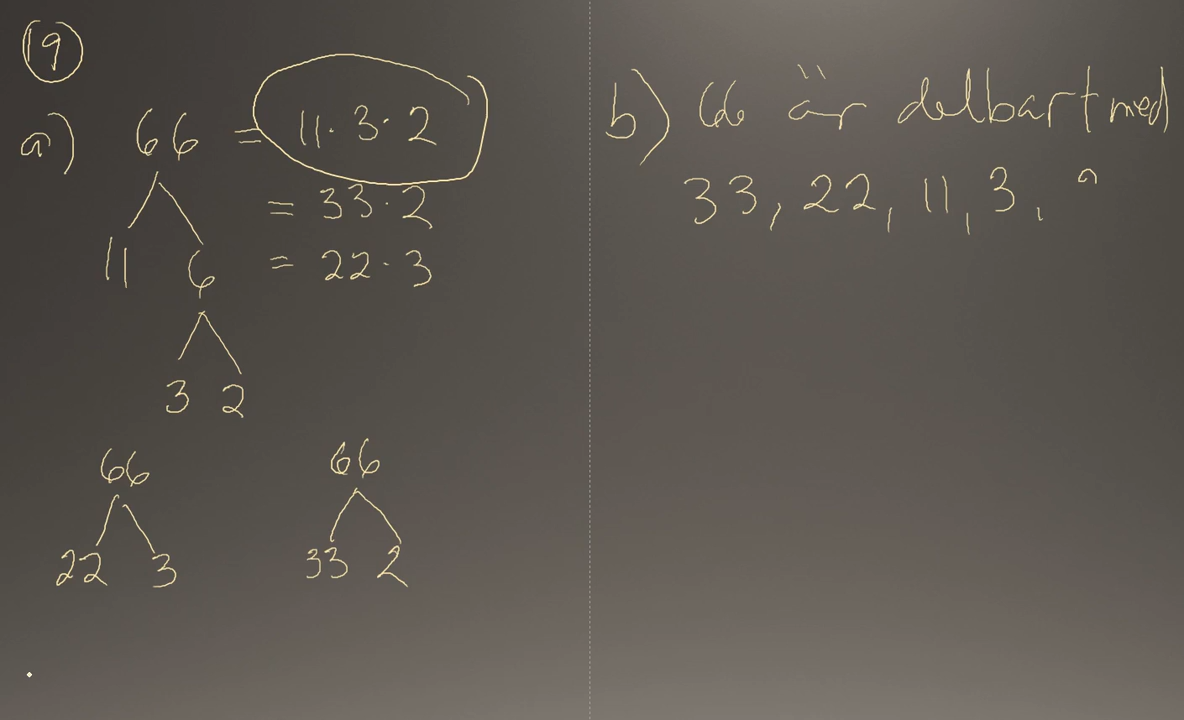 19
a) 66 = 11 · 3 · 2
= 33 · 2
11 6 = 22 · 3
3 2
66 66
22 3 33 2
b) 66 är delbart med
33, 22, 11, 3,